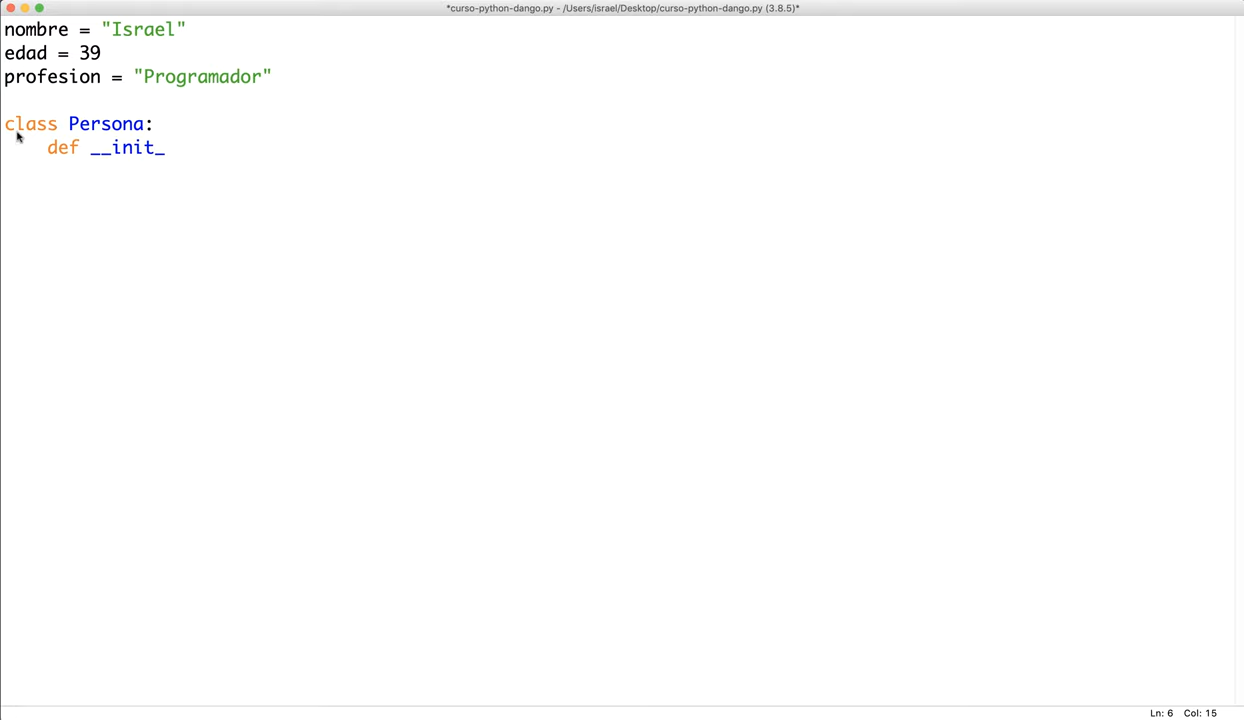 *curso-python-dango.py - /Users/israel/Desktop/curso-python-dango.py (3.8.5)*
nombre = "Israel"
edad = 39
profesion = "Programador"
class Persona:
    def __init_
Ln: 6 Col: 15